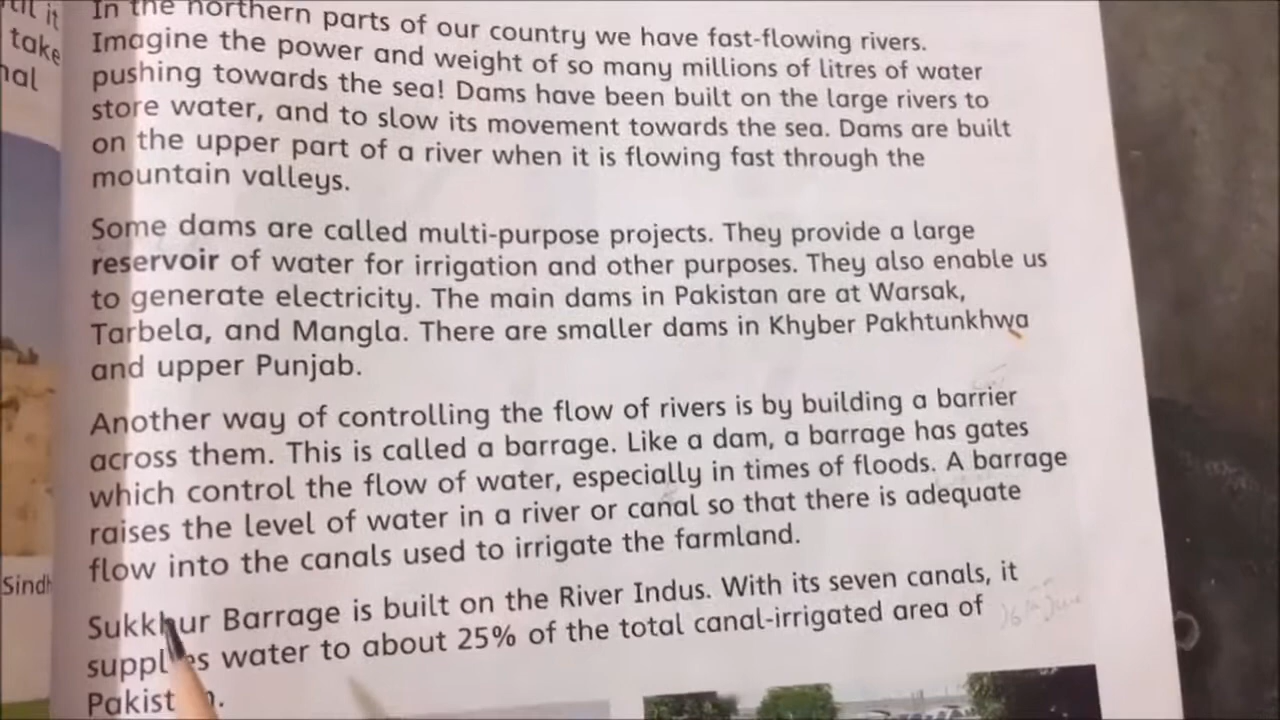 it
take
nal
Sindh
In the northern parts of our country we have fast-flowing rivers.
Imagine the power and weight of so many millions of litres of water
pushing towards the sea! Dams have been built on the large rivers to
store water, and to slow its movement towards the sea. Dams are built
on the upper part of a river when it is flowing fast through the
mountain valleys.
Some dams are called multi-purpose projects. They provide a large
reservoir of water for irrigation and other purposes. They also enable us
to generate electricity. The main dams in Pakistan are at Warsak,
Tarbela, and Mangla. There are smaller dams in Khyber Pakhtunkhwa
and upper Punjab.
Another way of controlling the flow of rivers is by building a barrier
across them. This is called a barrage. Like a dam, a barrage has gates
which control the flow of water, especially in times of floods. A barrage
raises the level of water in a river or canal so that there is adequate
flow into the canals used to irrigate the farmland.
Sukkhur Barrage is built on the River Indus. With its seven canals, it
supplies water to about 25% of the total canal-irrigated area of
Pakistan.